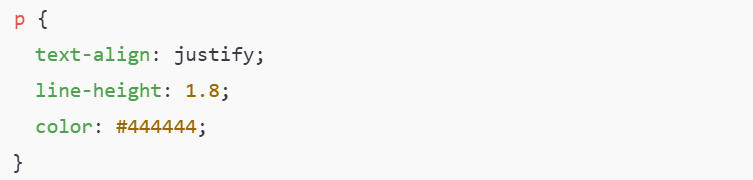 p {
  text-align: justify;
  line-height: 1.8;
  color: #444444;
}